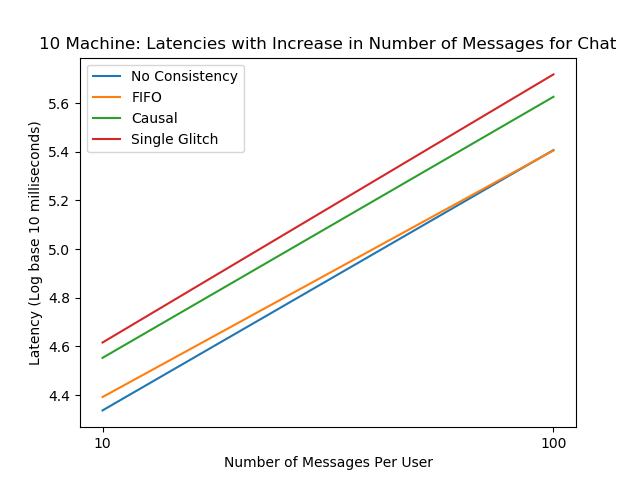 10 Machine: Latencies with Increase in Number of Messages for Chat
No Consistency
FIFO
Causal
Single Glitch
5.6
5.4
5.2
5.0
4.8
4.6
4.4
Latency (Log base 10 milliseconds)
10
100
Number of Messages Per User